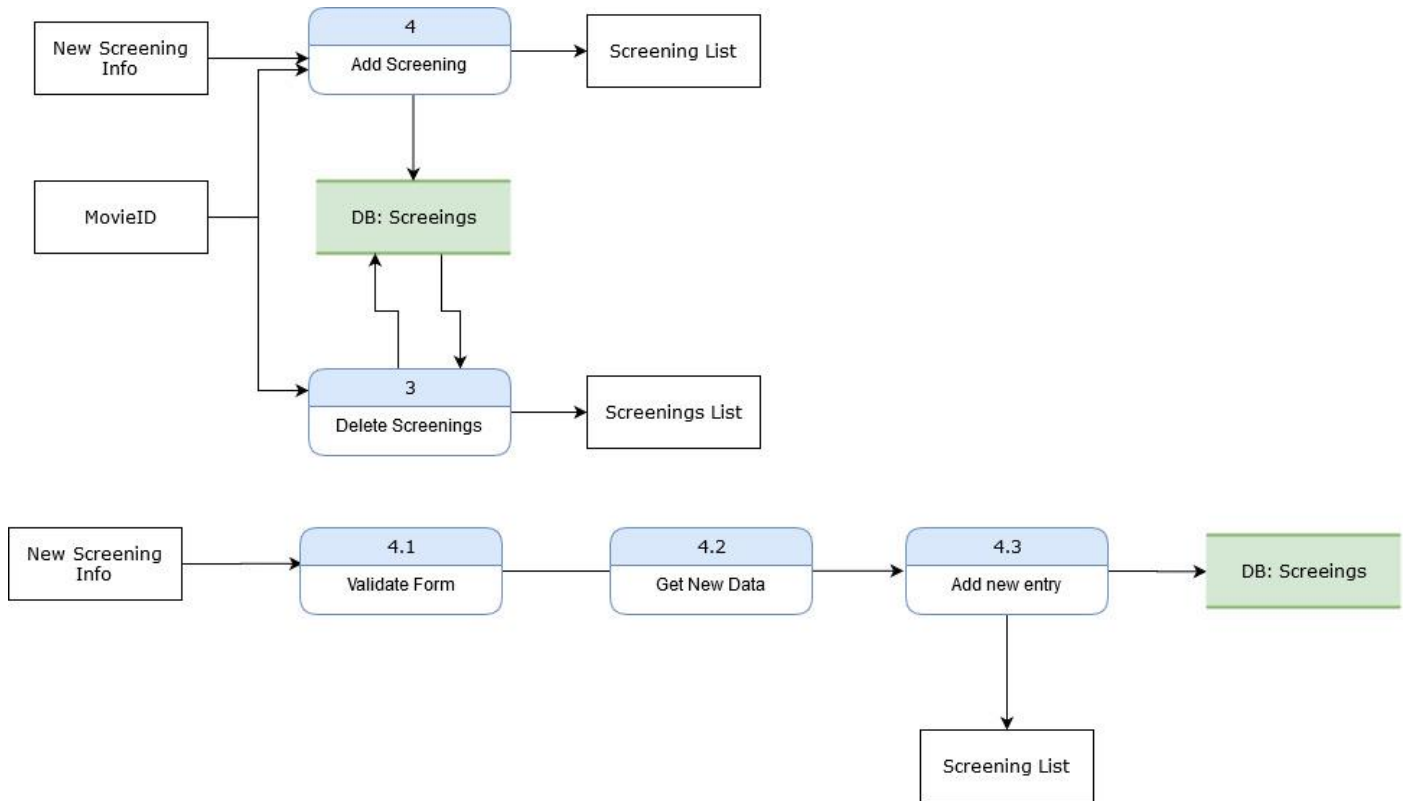 4
New Screening
Info
Add Screening
Screening List
MovieID
DB: Screeings
3
Delete Screenings
Screenings List
New Screening
Info
4.1
Validate Form
4.2
Get New Data
4.3
Add new entry
DB: Screeings
Screening List